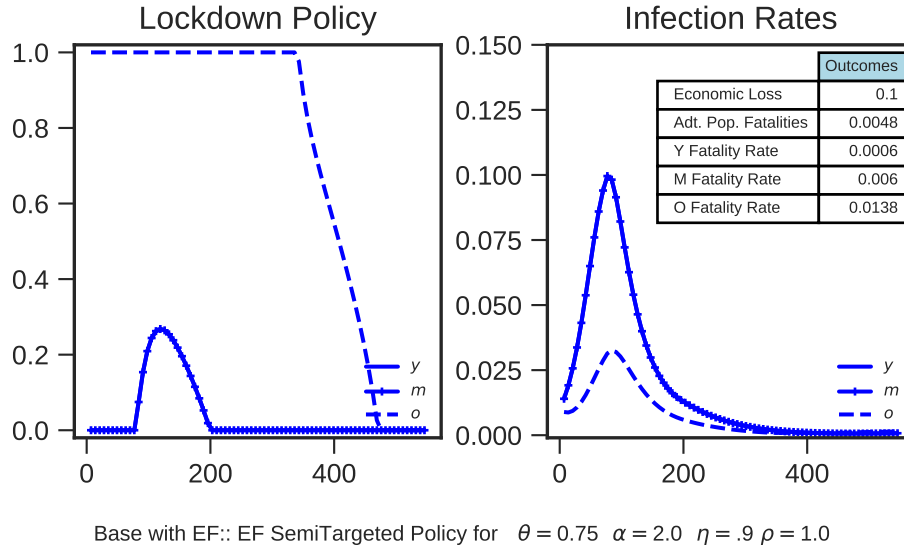 Lockdown Policy
1.0
0.8
0.6
0.4
0.2
0.0
0 200 400
y
m
o
Infection Rates
0.150
0.125
0.100
0.075
0.050
0.025
0.000
0 200 400
Outcomes
Economic Loss 0.1
Adt. Pop. Fatalities 0.0048
Y Fatality Rate 0.0006
M Fatality Rate 0.006
O Fatality Rate 0.0138
y
m
o
Base with EF:: EF SemiTargeted Policy for θ = 0.75 α = 2.0 η = .9 ρ = 1.0